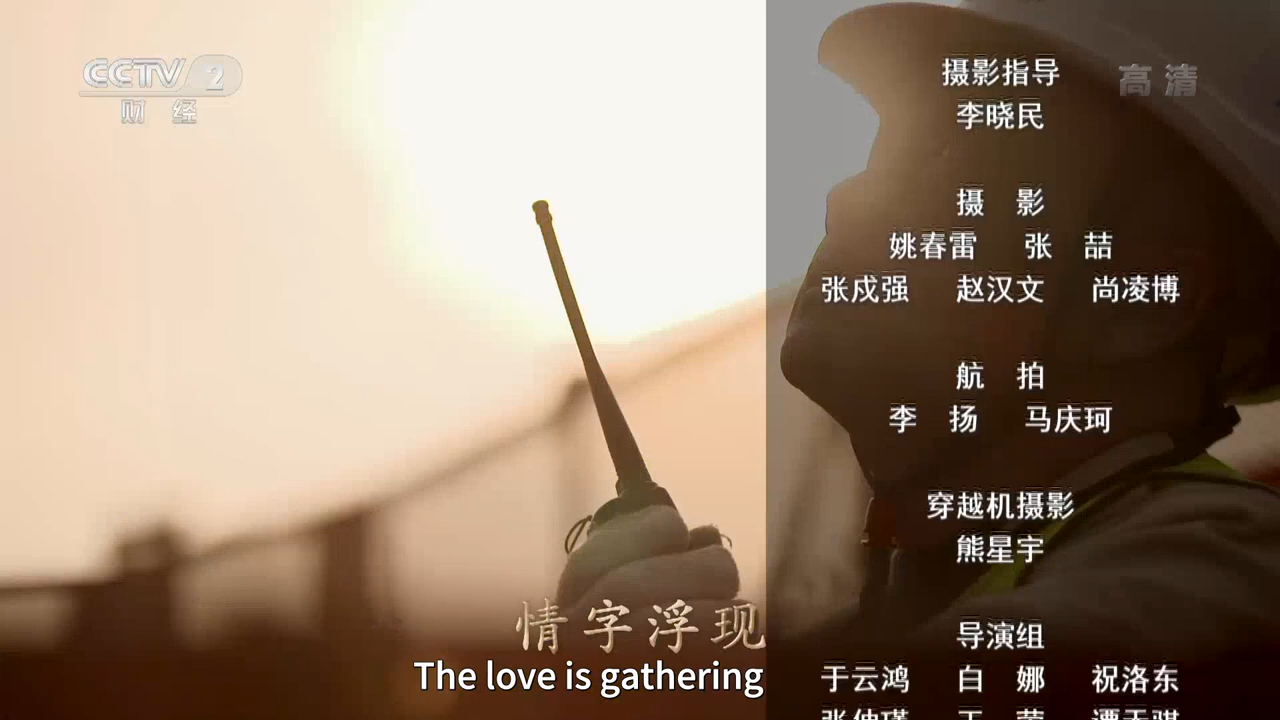 CCTV 2
财 经
高 清
摄影指导
李晓民
摄 影
姚春雷 张 喆
张戍强 赵汉文 尚凌博
航 拍
李 扬 马庆珂
穿越机摄影
熊星宇
导演组
于云鸿 白 娜 祝洛东
情字浮现
The love is gathering